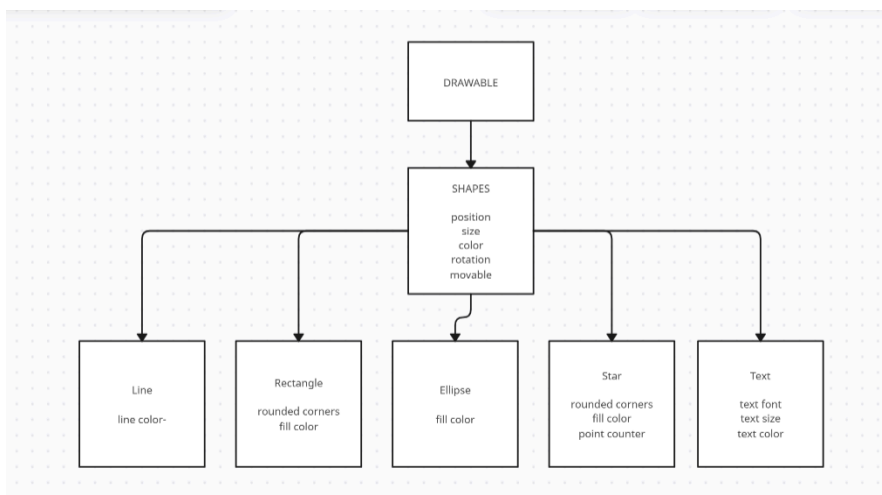 DRAWABLE
SHAPES
position
size
color
rotation
movable
Line
line color-
Rectangle
rounded corners
fill color
Ellipse
fill color
Star
rounded corners
fill color
point counter
Text
text font
text size
text color